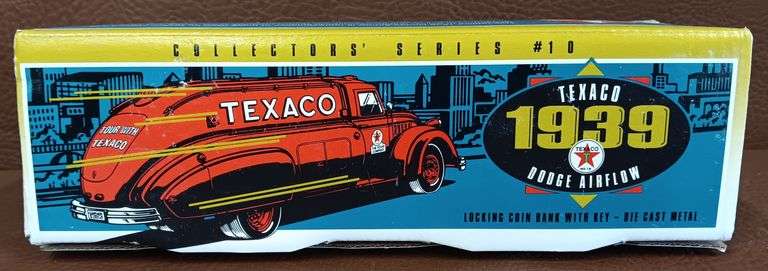 COLLECTORS' SERIES #10
TEXACO
TOUR WITH
TEXACO
TEXACO
1939
TEXACO
DODGE AIRFLOW
LOCKING COIN BANK WITH KEY - DIE CAST METAL